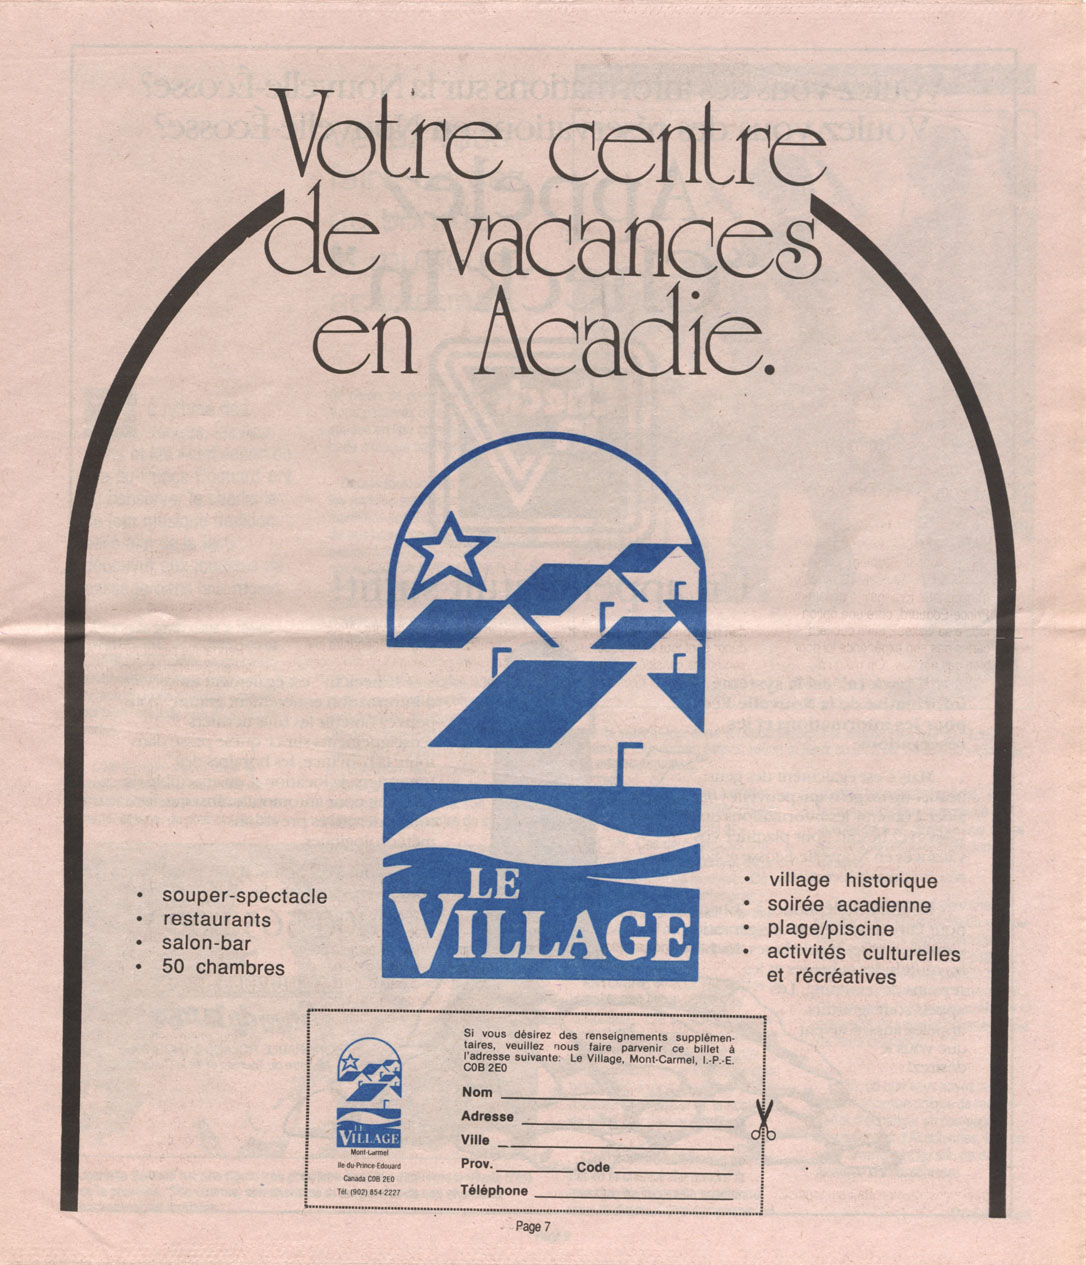 Votre centre
de vacances
en Acadie.
LE
VILLAGE
• souper-spectacle
• restaurants
• salon-bar
• 50 chambres
• village historique
• soirée acadienne
• plage/piscine
• activités culturelles
et récréatives
LE
VILLAGE
Mont-Carmel
Ile-du-Prince-Edouard
Canada C0B 2E0
Tél. (902) 854-2227
Si vous désirez des renseignements supplémen-
taires, veuillez nous faire parvenir ce billet à
l'adresse suivante: Le Village, Mont-Carmel, I.-P.-E.
C0B 2E0
Nom
Adresse
Ville
Prov. Code
Téléphone
Page 7